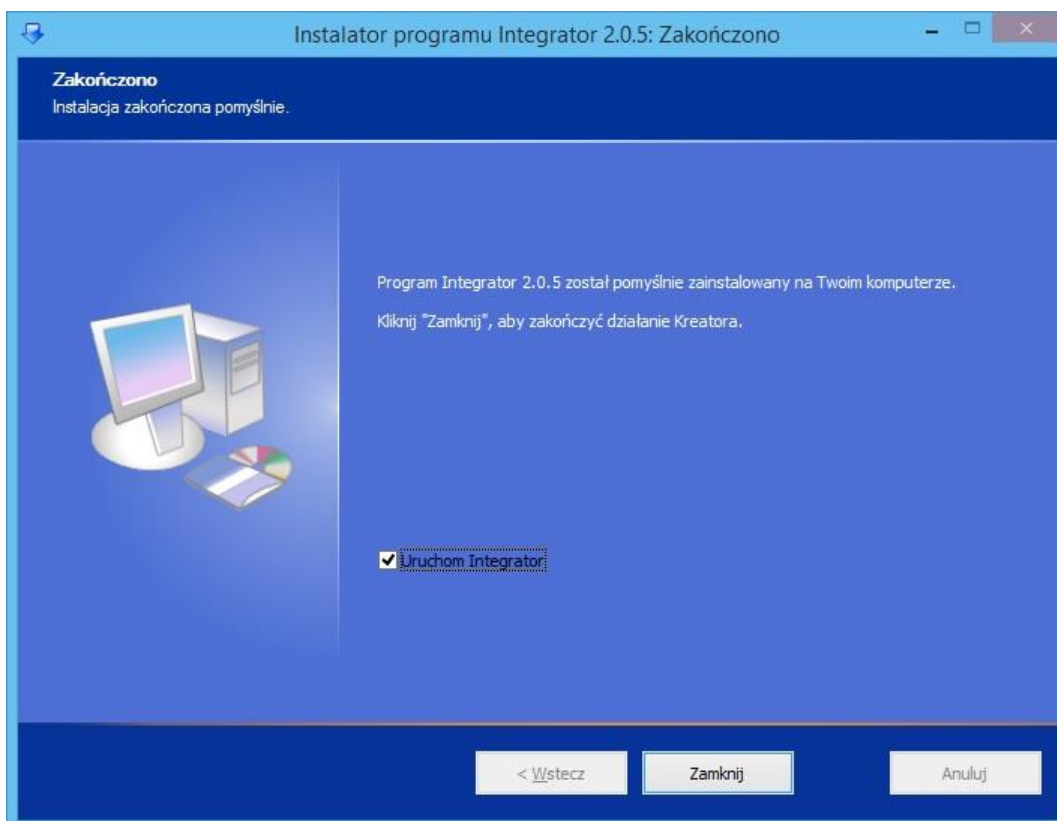 Instalator programu Integrator 2.0.5: Zakończono
Zakończono
Instalacja zakończona pomyślnie.
Program Integrator 2.0.5 został pomyślnie zainstalowany na Twoim komputerze.
Kliknij "Zamknij", aby zakończyć działanie Kreatora.
Uruchom Integrator
< Wstecz
Zamknij
Anuluj